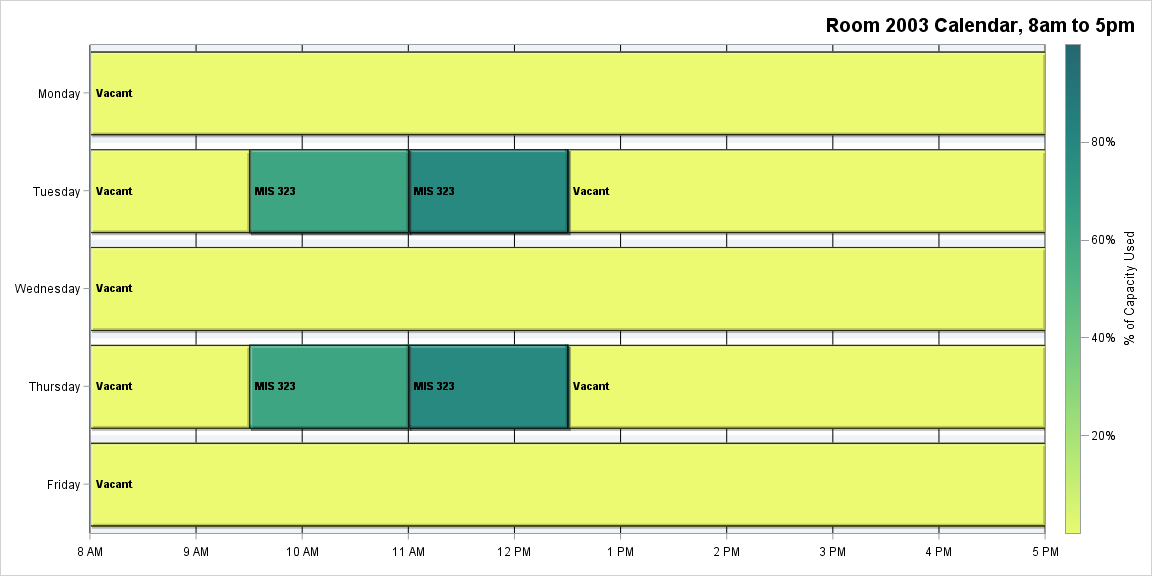 Room 2003 Calendar, 8am to 5pm
Monday
Vacant
Tuesday
Vacant
MIS 323
MIS 323
Vacant
Wednesday
Vacant
Thursday
Vacant
MIS 323
MIS 323
Vacant
Friday
Vacant
8 AM
9 AM
10 AM
11 AM
12 PM
1 PM
2 PM
3 PM
4 PM
5 PM
80%
60%
40%
20%
% of Capacity Used